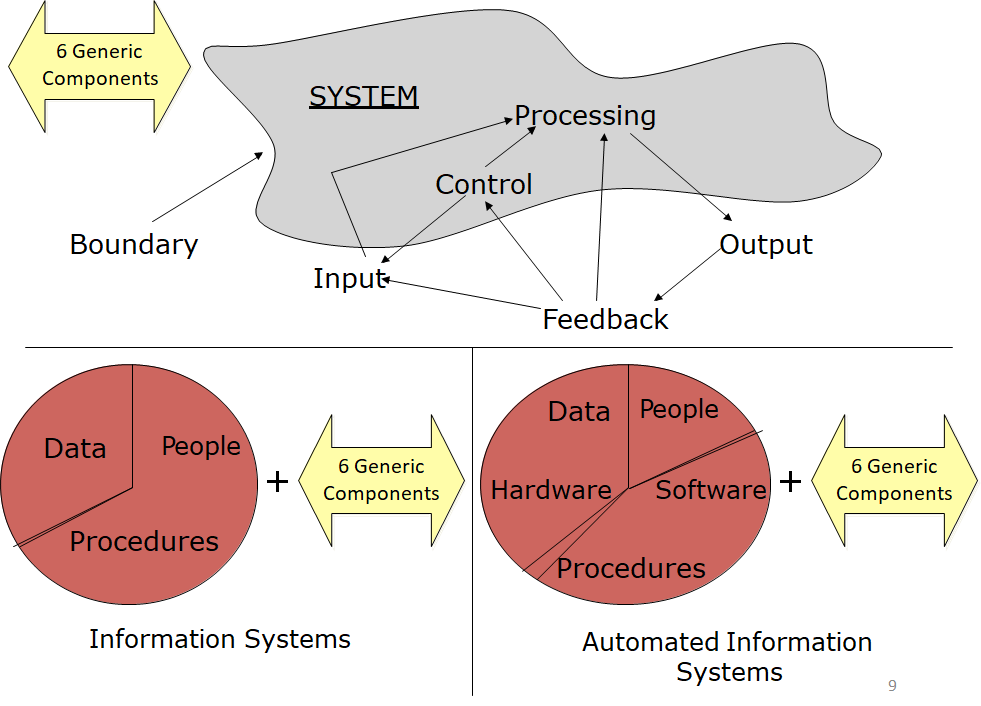 6 Generic
Components
SYSTEM
Processing
Control
Boundary
Output
Input
Feedback
Data
People
Procedures
+
6 Generic
Components
Information Systems
Data
People
Hardware
Software
Procedures
+
6 Generic
Components
Automated Information
Systems
9